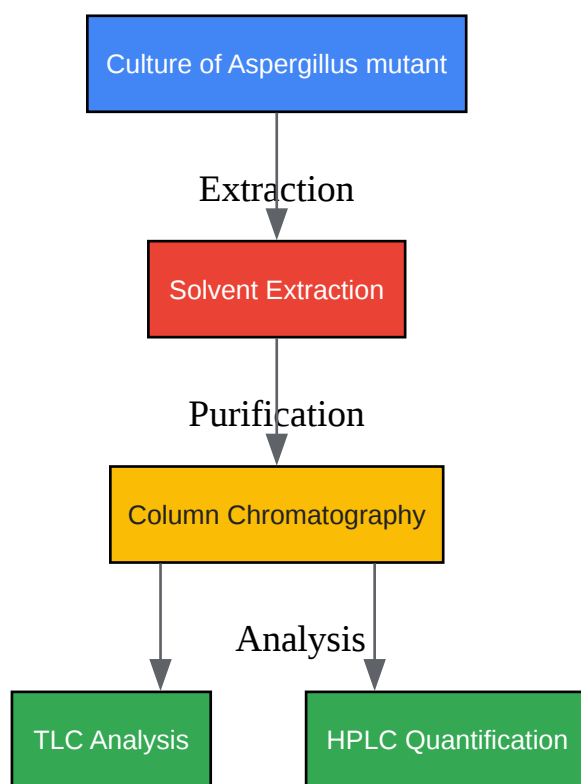 Culture of Aspergillus mutant
Extraction
Solvent Extraction
Purification
Column Chromatography
Analysis
TLC Analysis
HPLC Quantification